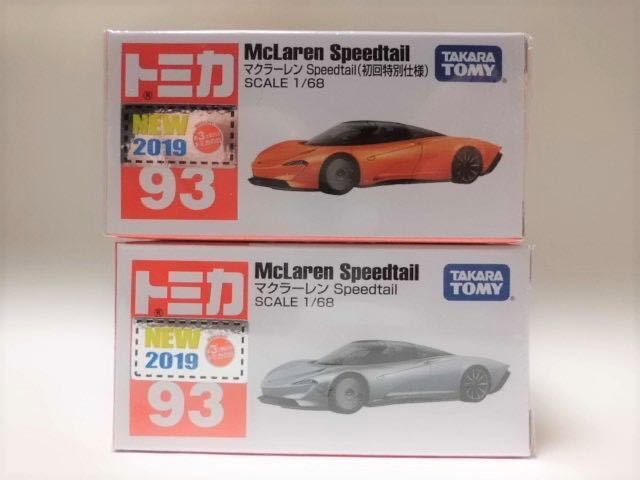 McLaren Speedtail
マクラーレン Speedtail(初回特別仕様)
SCALE 1/68
TAKARA
TOMY
トミカ
®
NEW
2019
93
McLaren Speedtail
マクラーレン Speedtail
SCALE 1/68
TAKARA
TOMY
トミカ
®
NEW
2019
93